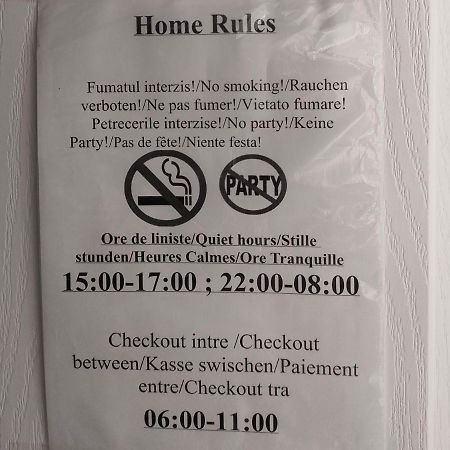 Home Rules
Fumatul interzis!/No smoking!/Rauchen
verboten!/Ne pas fumer!/Vietato fumare!
Petrecerile interzise!/No party!/Keine
Party!/Pas de fête!/Niente festa!
PARTY
Ore de liniste/Quiet hours/Stille
stunden/Heures Calmes/Ore Tranquille
15:00-17:00 ; 22:00-08:00
Checkout intre /Checkout
between/Kasse swischen/Paiement
entre/Checkout tra
06:00-11:00